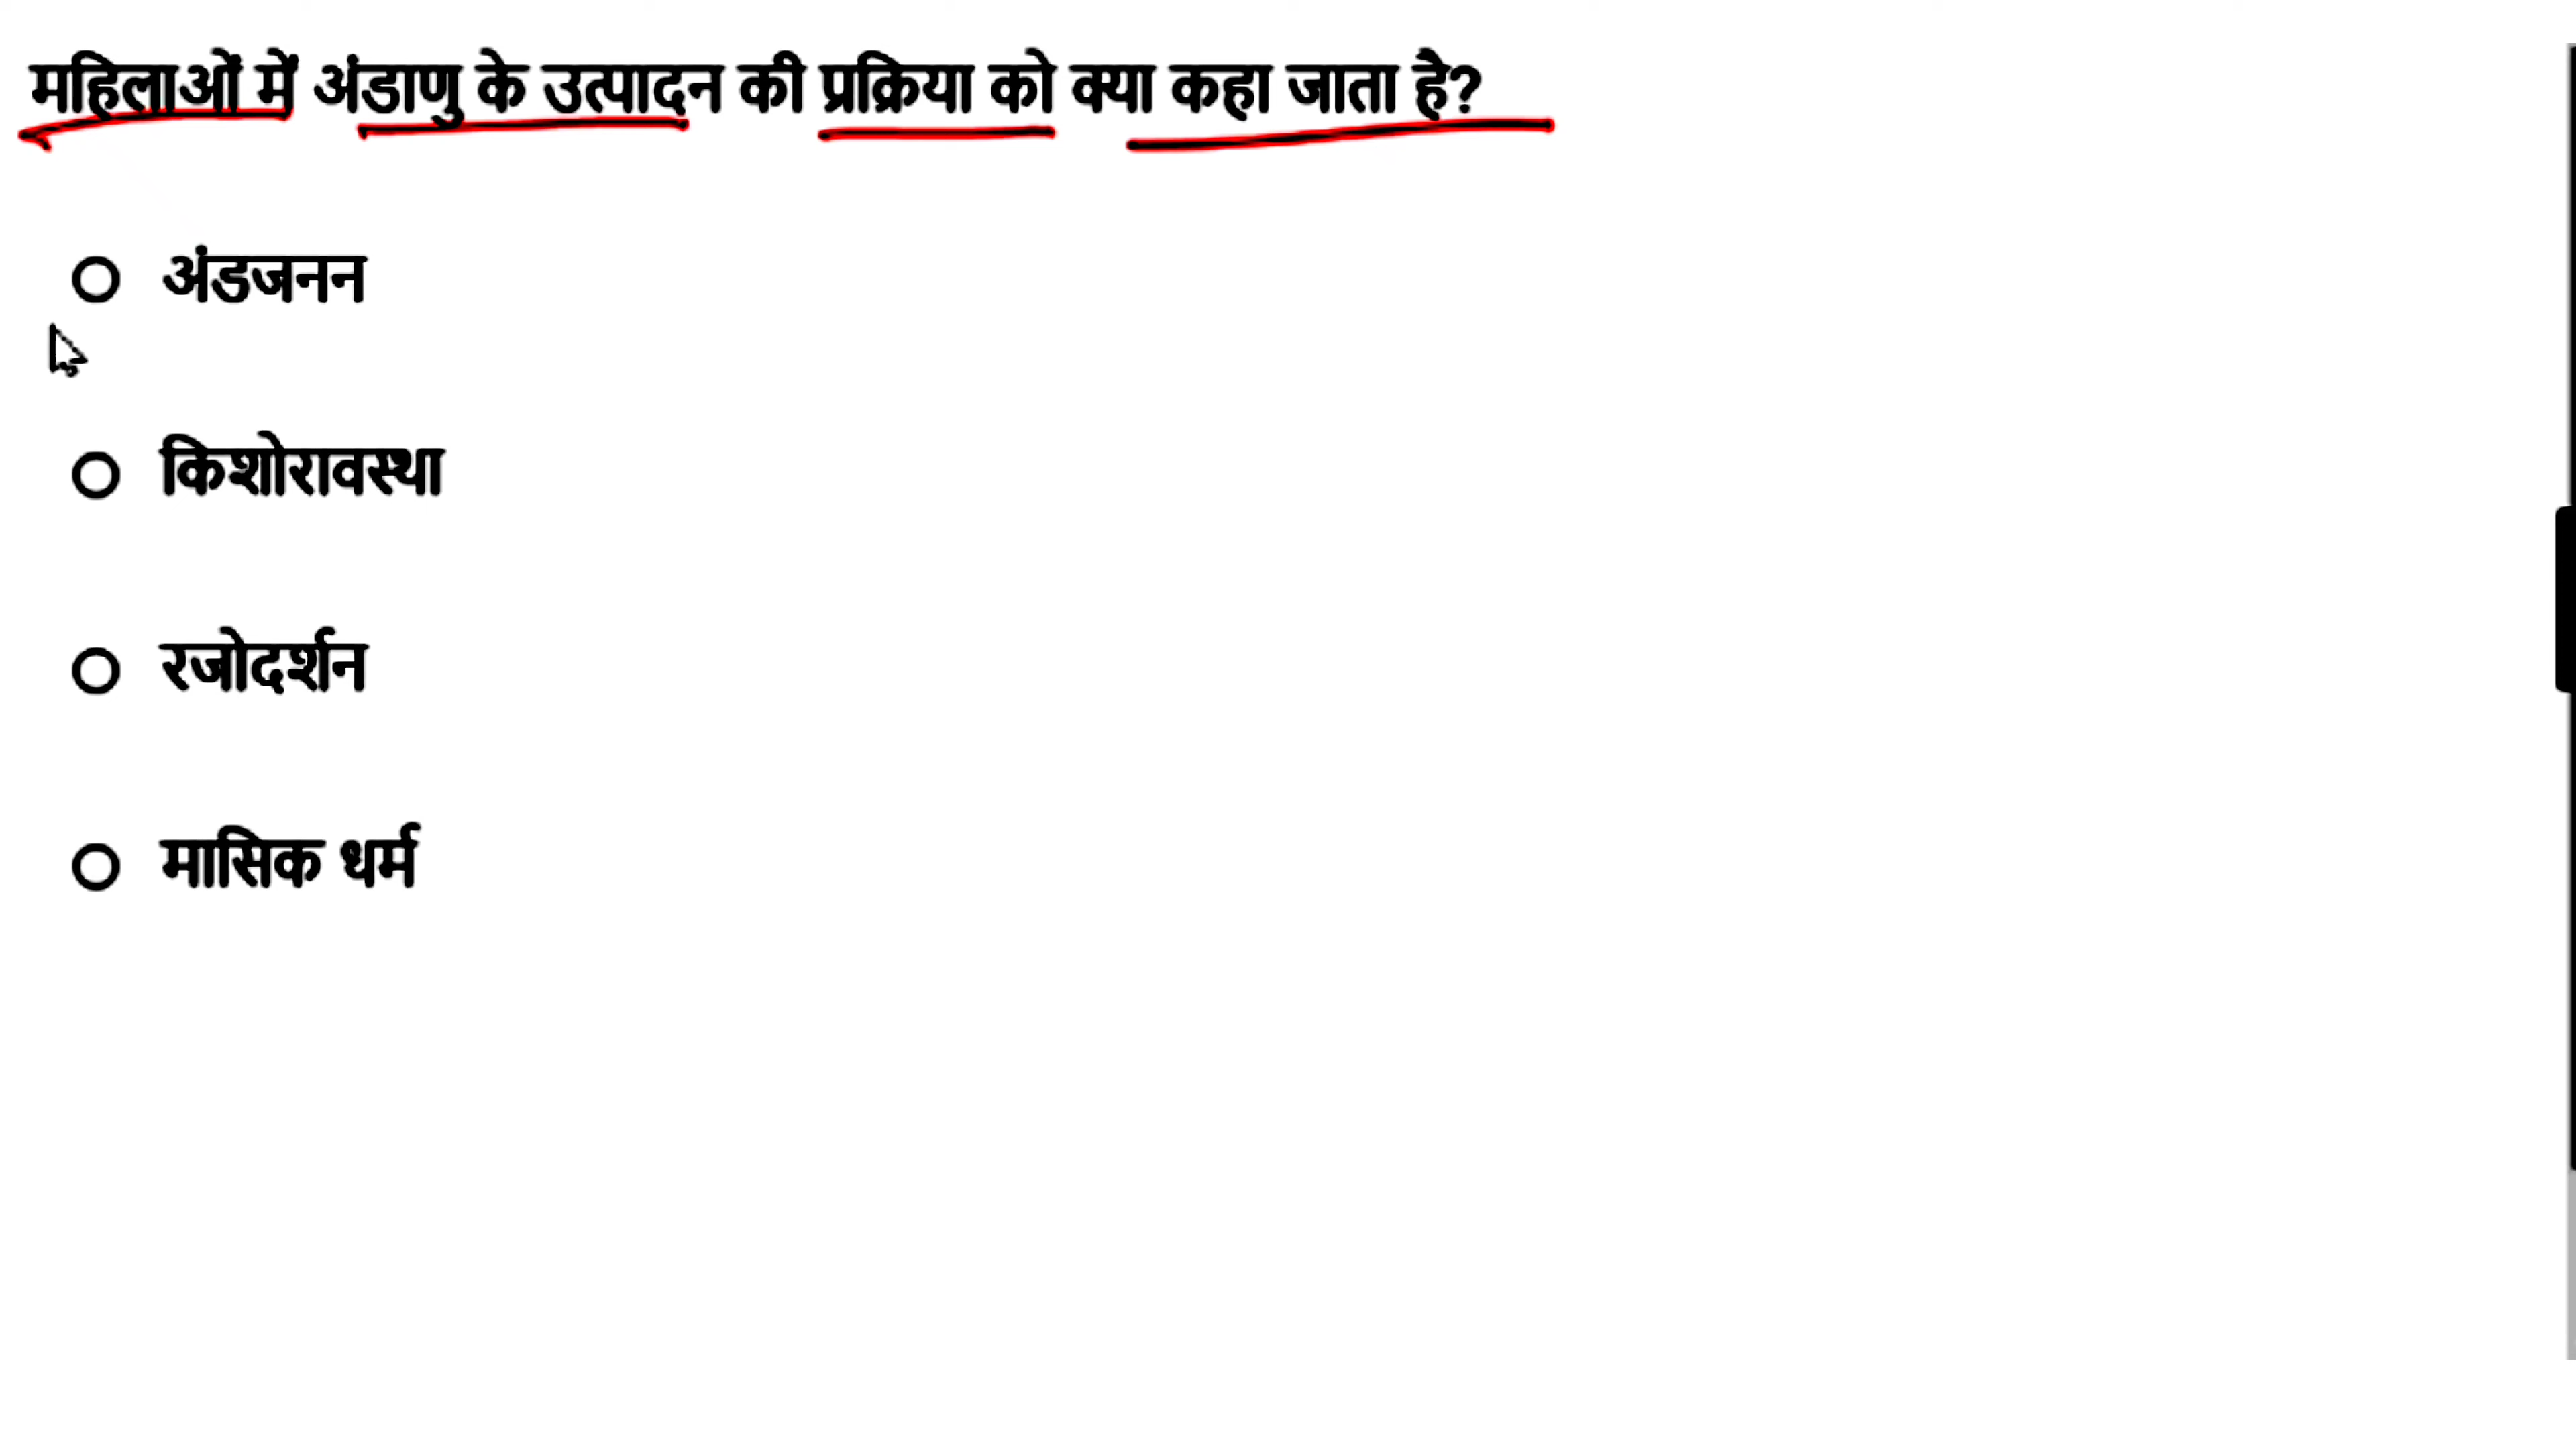 महिलाओं में अंडाणु के उत्पादन की प्रक्रिया को क्या कहा जाता है?
अंडजनन
किशोरावस्था
रजोदर्शन
मासिक धर्म